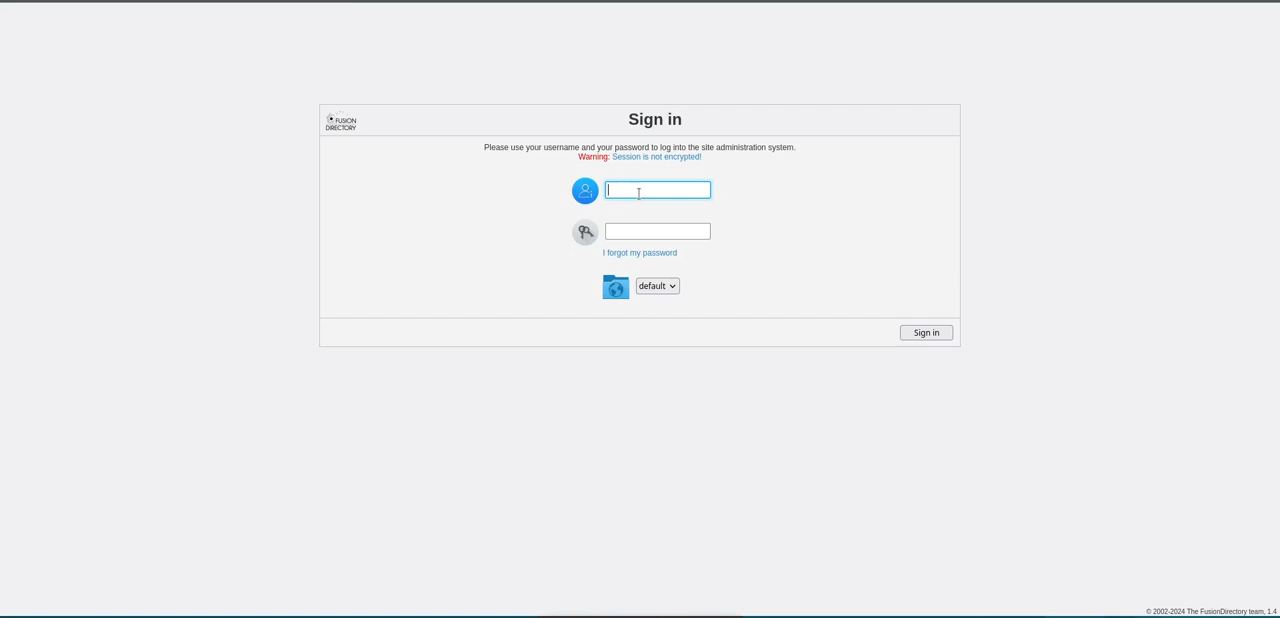 FUSION
DIRECTORY
Sign in
Please use your username and your password to log into the site administration system.
Warning: Session is not encrypted!
I forgot my password
default
Sign in
© 2002-2024 The FusionDirectory team, 1.4